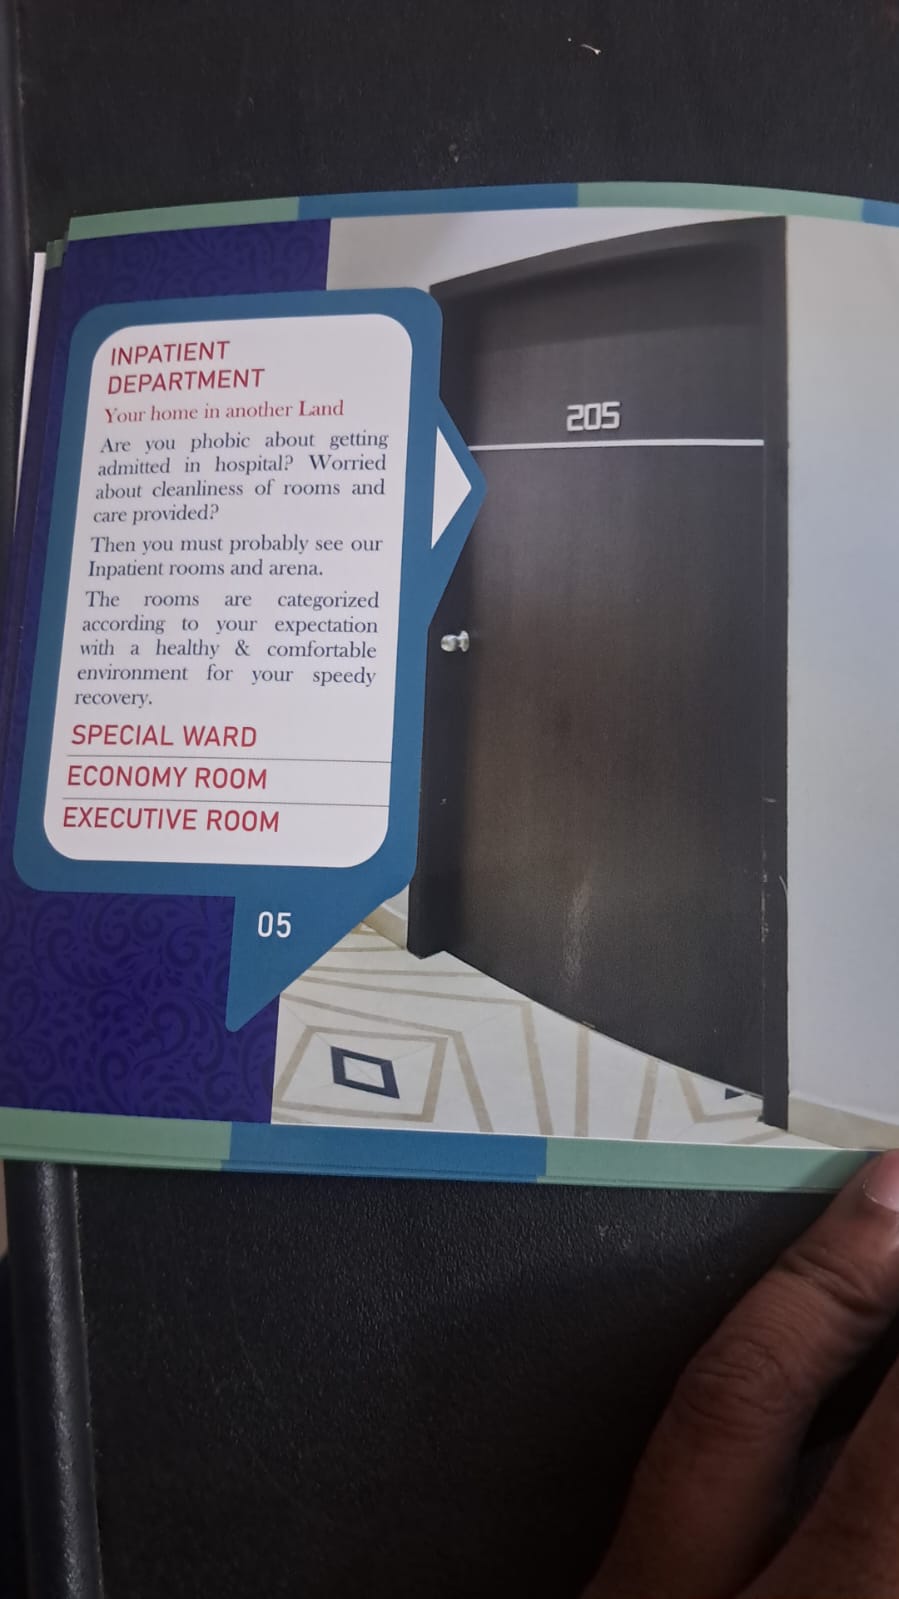 INPATIENT
DEPARTMENT
Your home in another Land
Are you phobic about getting
admitted in hospital? Worried
about cleanliness of rooms and
care provided?
Then you must probably see our
Inpatient rooms and arena.
The rooms are categorized
according to your expectation
with a healthy & comfortable
environment for your speedy
recovery.
SPECIAL WARD
ECONOMY ROOM
EXECUTIVE ROOM
05
205